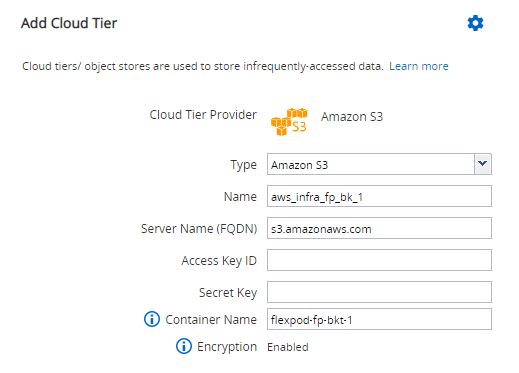 Add Cloud Tier
Cloud tiers/ object stores are used to store infrequently-accessed data. Learn more
Cloud Tier Provider S3 Amazon S3
Type Amazon S3
Name aws_infra_fp_bk_1
Server Name (FQDN) s3.amazonaws.com
Access Key ID
Secret Key
Container Name flexpod-fp-bkt-1
Encryption Enabled